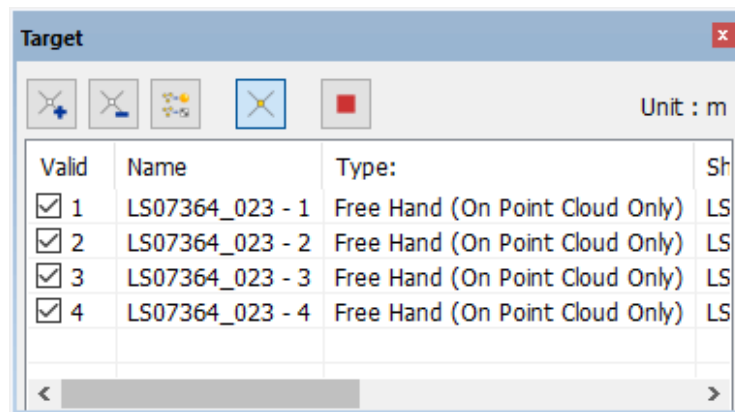 Target
Unit : m
Valid Name Type: Sh
1 LS07364_023 - 1 Free Hand (On Point Cloud Only) LS
2 LS07364_023 - 2 Free Hand (On Point Cloud Only) LS
3 LS07364_023 - 3 Free Hand (On Point Cloud Only) LS
4 LS07364_023 - 4 Free Hand (On Point Cloud Only) LS